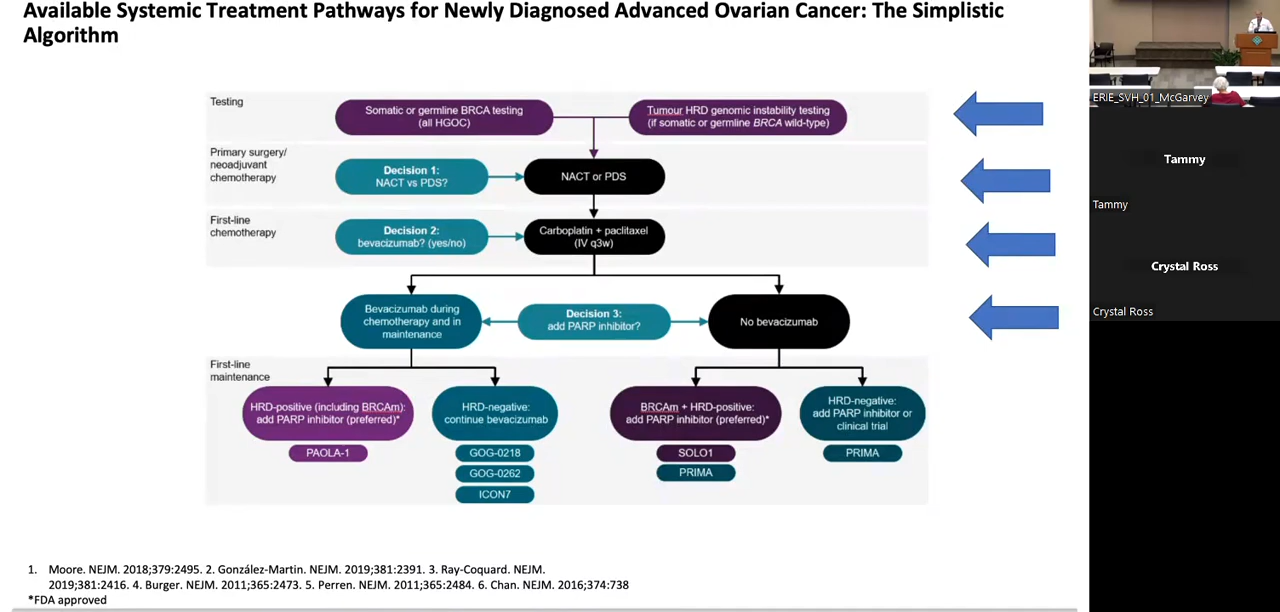 Available Systemic Treatment Pathways for Newly Diagnosed Advanced Ovarian Cancer: The Simplistic
Algorithm
Testing
Somatic or germline BRCA testing
(all HGOC)
Tumour HRD genomic instability testing
(if somatic or germline BRCA wild-type)
Primary surgery/
neoadjuvant
chemotherapy
Decision 1:
NACT vs PDS?
NACT or PDS
First-line
chemotherapy
Decision 2:
bevacizumab? (yes/no)
Carboplatin + paclitaxel
(IV q3w)
Bevacizumab during
chemotherapy and in
maintenance
Decision 3:
add PARP inhibitor?
No bevacizumab
First-line
maintenance
HRD-positive (including BRCAm):
add PARP inhibitor (preferred)*
PAOLA-1
HRD-negative:
continue bevacizumab
GOG-0218
GOG-0262
ICON7
BRCAm + HRD-positive:
add PARP inhibitor (preferred)*
SOLO1
PRIMA
HRD-negative:
add PARP inhibitor or
clinical trial
PRIMA
1. Moore. NEJM. 2018;379:2495. 2. González-Martin. NEJM. 2019;381:2391. 3. Ray-Coquard. NEJM.
2019;381:2416. 4. Burger. NEJM. 2011;365:2473. 5. Perren. NEJM. 2011;365:2484. 6. Chan. NEJM. 2016;374:738
*FDA approved
ERIE_SVH_01_McGarvey
Tammy
Tammy
Crystal Ross
Crystal Ross